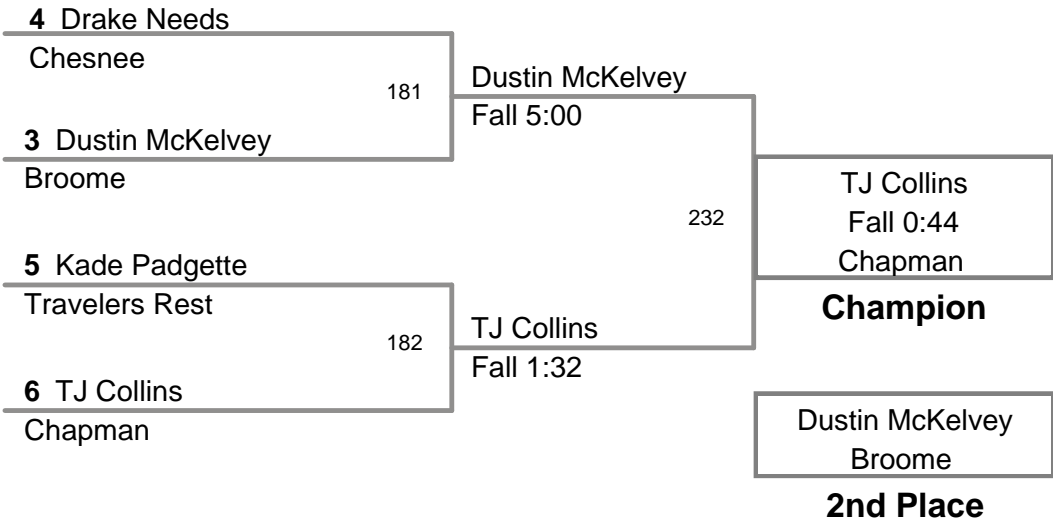 4 Drake Needs
Chesnee
181
Dustin McKelvey
Fall 5:00
3 Dustin McKelvey
Broome
232
TJ Collins
Fall 0:44
Chapman
Champion
5 Kade Padgette
Travelers Rest
182
TJ Collins
Fall 1:32
6 TJ Collins
Chapman
Dustin McKelvey
Broome
2nd Place